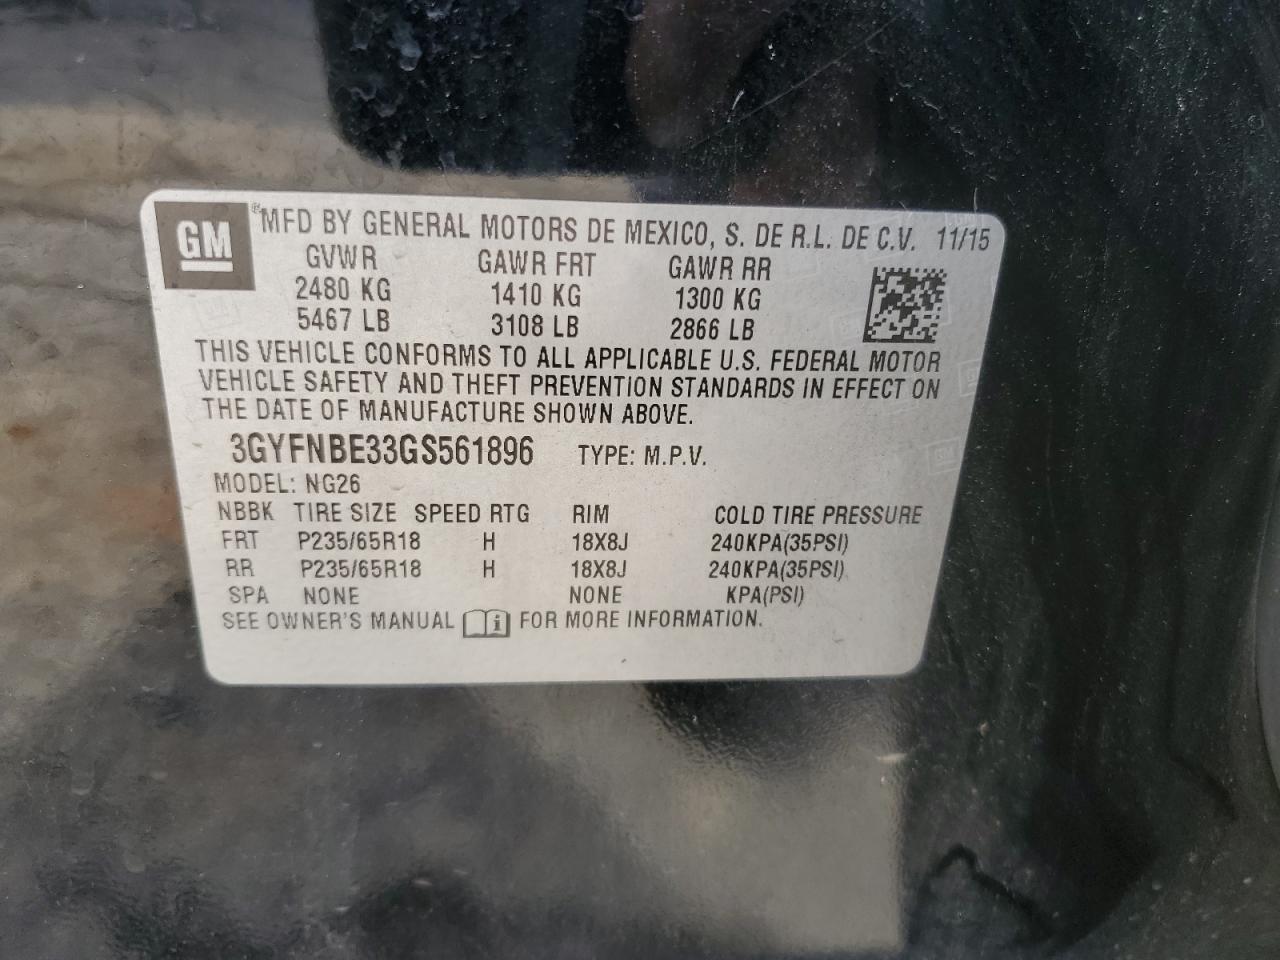 GM ® MFD BY GENERAL MOTORS DE MEXICO, S. DE R.L. DE C.V. 11/15
GVWR GAWR FRT GAWR RR
2480 KG 1410 KG 1300 KG
5467 LB 3108 LB 2866 LB
THIS VEHICLE CONFORMS TO ALL APPLICABLE U.S. FEDERAL MOTOR
VEHICLE SAFETY AND THEFT PREVENTION STANDARDS IN EFFECT ON
THE DATE OF MANUFACTURE SHOWN ABOVE.
3GYFNBE33GS561896 TYPE: M.P.V.
MODEL: NG26
NBBK TIRE SIZE SPEED RTG RIM COLD TIRE PRESSURE
FRT P235/65R18 H 18X8J 240KPA(35PSI)
RR P235/65R18 H 18X8J 240KPA(35PSI)
SPA NONE NONE KPA(PSI)
SEE OWNER'S MANUAL i FOR MORE INFORMATION.